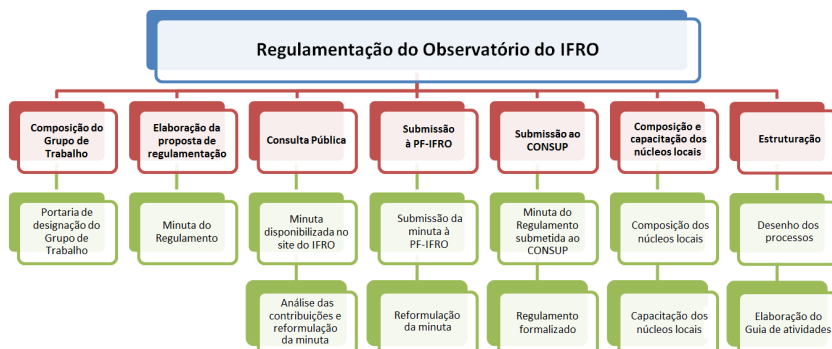 Regulamentação do Observatório do IFRO
Composição do
Grupo de
Trabalho
Elaboração da
proposta de
regulamentação
Consulta Pública
Submissão
à PF-IFRO
Submissão ao
CONSUP
Composição e
capacitação dos
núcleos locais
Estruturação
Portaria de
designação do
Grupo de
Trabalho
Minuta do
Regulamento
Minuta
disponibilizada no
site do IFRO
Submissão da
minuta à
PF-IFRO
Minuta do
Regulamento
submetida ao
CONSUP
Composição dos
núcleos locais
Desenho dos
processos
Análise das
contribuições e
reformulação
da minuta
Reformulação
da minuta
Regulamento
formalizado
Capacitação dos
núcleos locais
Elaboração do
Guia de atividades